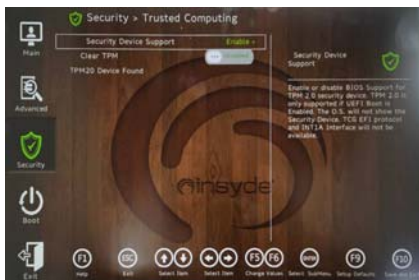 Security > Trusted Computing
Main
Advanced
Security
Boot
Exit
Security Device Support
Enable
Clear TPM
TPM20 Device Found
Security Device
Support
Enable or disable BIOS Support for
TPM 2.0 security device. TPM 2.0 is
only supported if UEFI Boot is
Enabled. The O.S. will not show the
Security Device, TCG EFI protocol
and INT1A Interface will not be
available.
insyde
F1
Help
ESC
Exit
Select Item
Select Item
F5 F6
Change Values
ENTER
Select SubMenu
F9
Setup Defaults
F10
Save and Exit